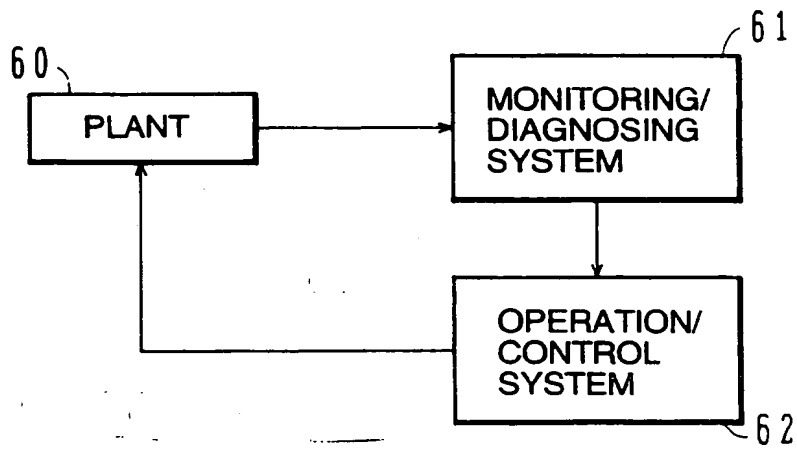 60
PLANT
61
MONITORING/
DIAGNOSING
SYSTEM
OPERATION/
CONTROL
SYSTEM
62